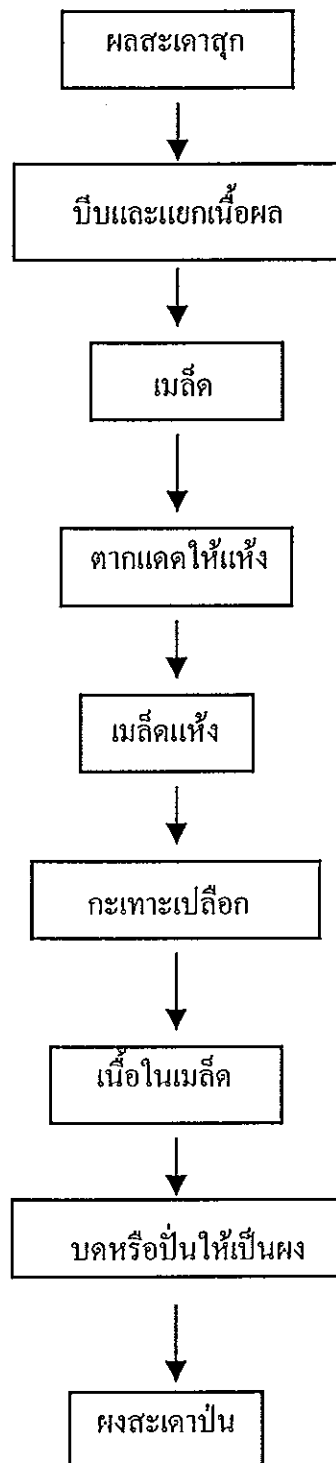 ผลสะเดาสุก
บีบและแยกเนื้อผล
เมล็ด
ตากแดดให้แห้ง
เมล็ดแห้ง
กะเทาะเปลือก
เนื้อในเมล็ด
บดหรือปั่นให้เป็นผง
ผงสะเดาป่น